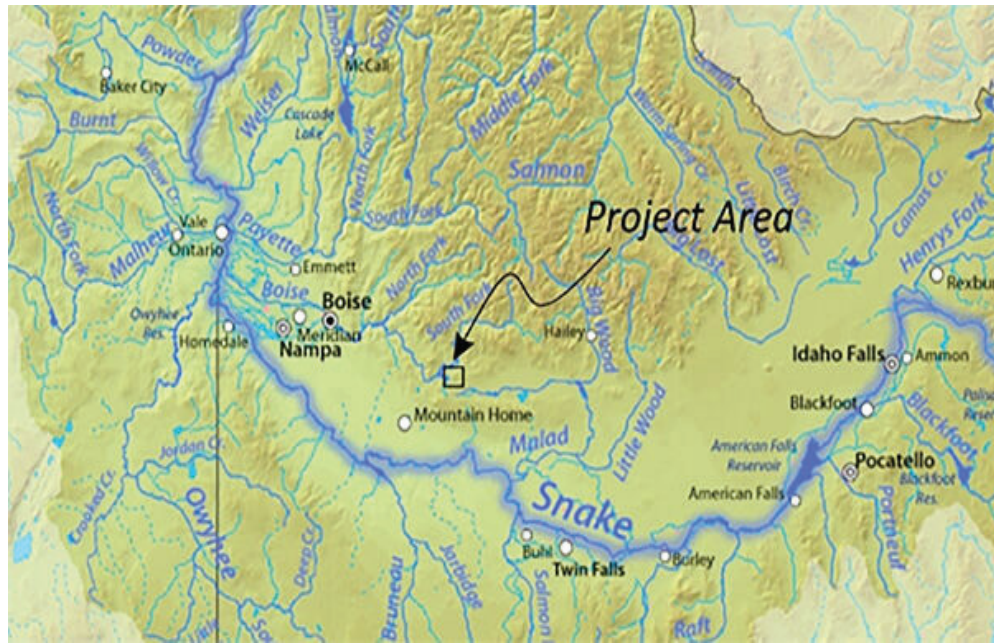 Powder
McCall
Baker City
Burnt
Weiser
Cascade
Lake
Middle Fork
Willow Cr.
North Fork
Salmon
Warm Spring Cr.
Birch Cr.
Camas Cr.
Henrys Fork
North
Fork
South Fork
Project Area
Vale
Malheur
Ontario
Payette
Emmett
North Fork
Lost
Rexbur
Boise
Boise
South Fork
Big Wood
Owyhee
Res.
Homedale
Meridian
Nampa
Hailey
Idaho Falls
Ammon
Blackfoot
Mountain Home
Little Wood
Blackfoot
Malad
American Falls
Reservoir
Pocatello
Blackfoot
Res.
Jordan Cr.
Crooked Cr.
Owyhee
Deep Cr.
Snake
American Falls
Portneuf
Buhl
Twin Falls
Burley
Bruneau
Jarbidge
Salmon
Raft
Little